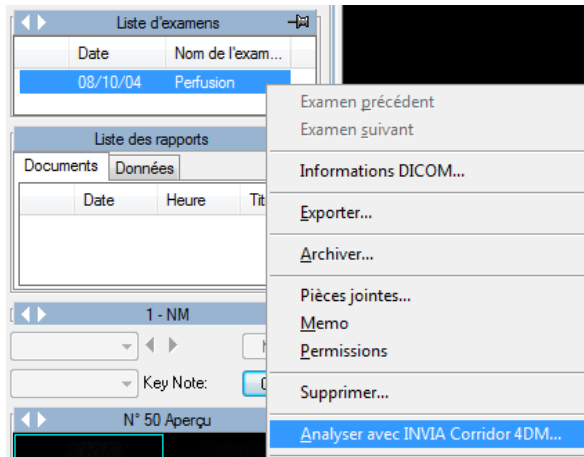 Liste d'examens
Date Nom de l'exam...
08/10/04 Perfusion
Examen précédent
Examen suivant
Informations DICOM...
Exporter...
Archiver...
Pièces jointes...
Memo
Permissions
Supprimer...
Analyser avec INVIA Corridor 4DM...
Liste des rapports
Documents Données
Date Heure
1 - NM
Key Note:
N° 50 Aperçu